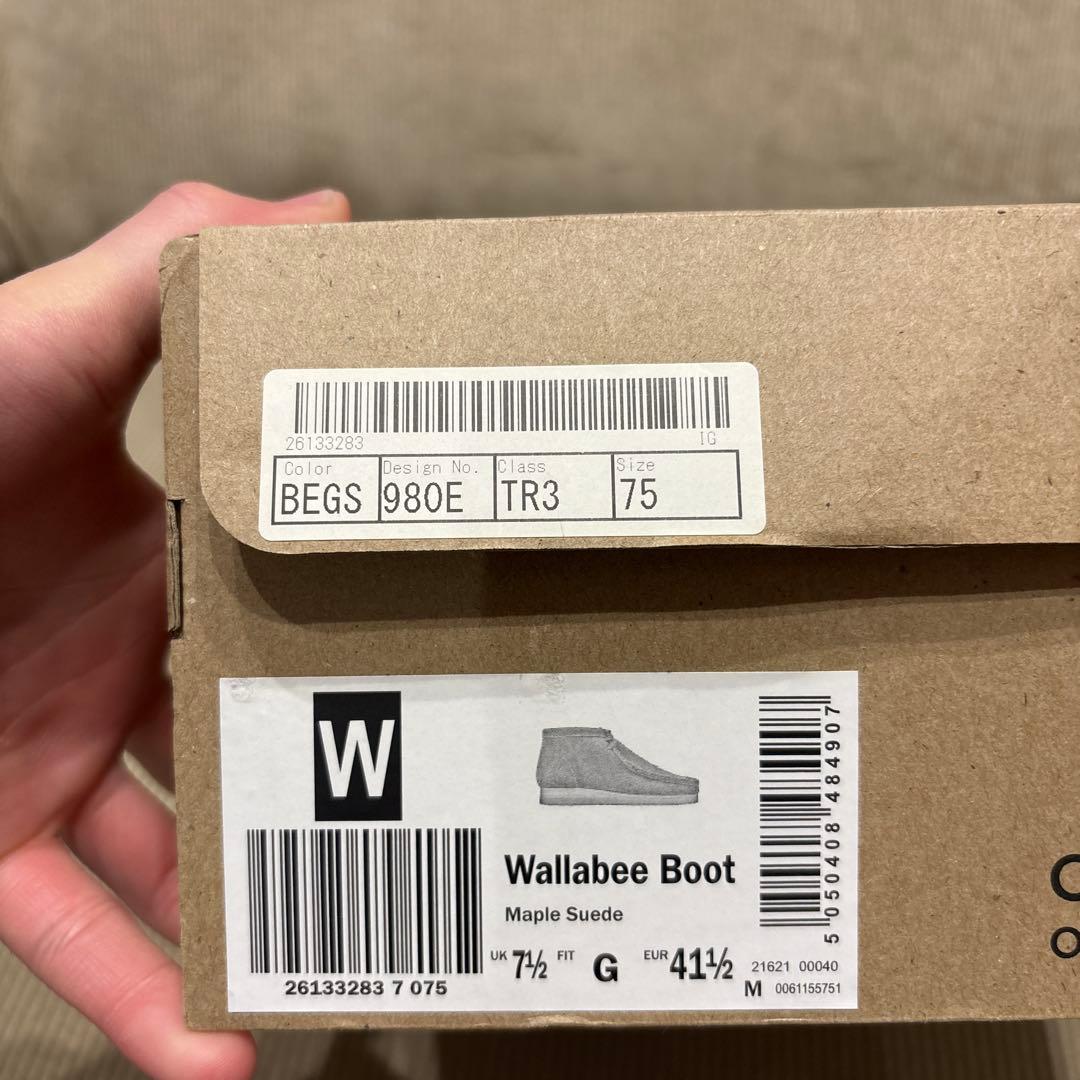 26133283 IG
Color Design No. Class Size
BEGS 980E TR3 75
W
Wallabee Boot
Maple Suede
UK 7½ FIT G EUR 41½
26133283 7 075
5 050408 484907
21621 00040
M 0061155751